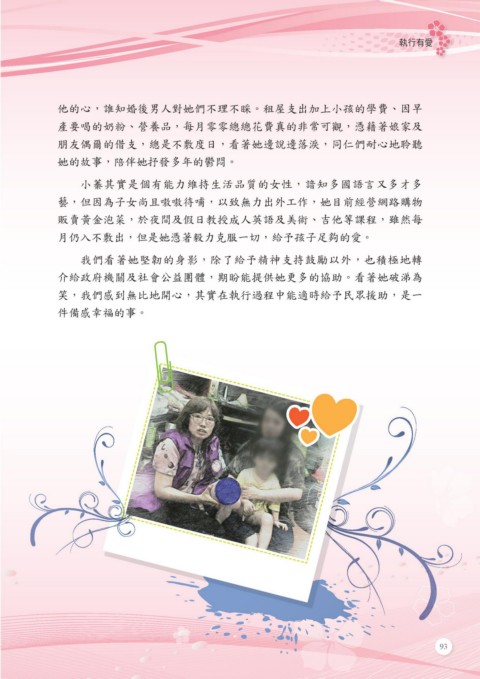 執行有愛
他的心，誰知婚後男人對她們不理不睬。租屋支出加上小孩的學費、因早
產要喝的奶粉、營養品，每月零零總總花費真的非常可觀，憑藉著娘家及
朋友偶爾的借支，總是不敷度日，看著她邊說邊落淚，同仁們耐心地聆聽
她的故事，陪伴她抒發多年的鬱悶。
小蓁其實是個有能力維持生活品質的女性，諳知多國語言又多才多
藝，但因為子女尚且嗷嗷待哺，以致無力出外工作，她目前經營網路購物
販賣黃金泡菜，於夜間及假日教授成人英語及美術、吉他等課程，雖然每
月仍入不敷出，但是她憑著毅力克服一切，給予孩子足夠的愛。
我們看著她堅韌的身影，除了給予精神支持鼓勵以外，也積極地轉
介給政府機關及社會公益團體，期盼能提供她更多的協助。看著她破涕為
笑，我們感到無比地開心，其實在執行過程中能適時給予民眾援助，是一
件備感幸福的事。
93